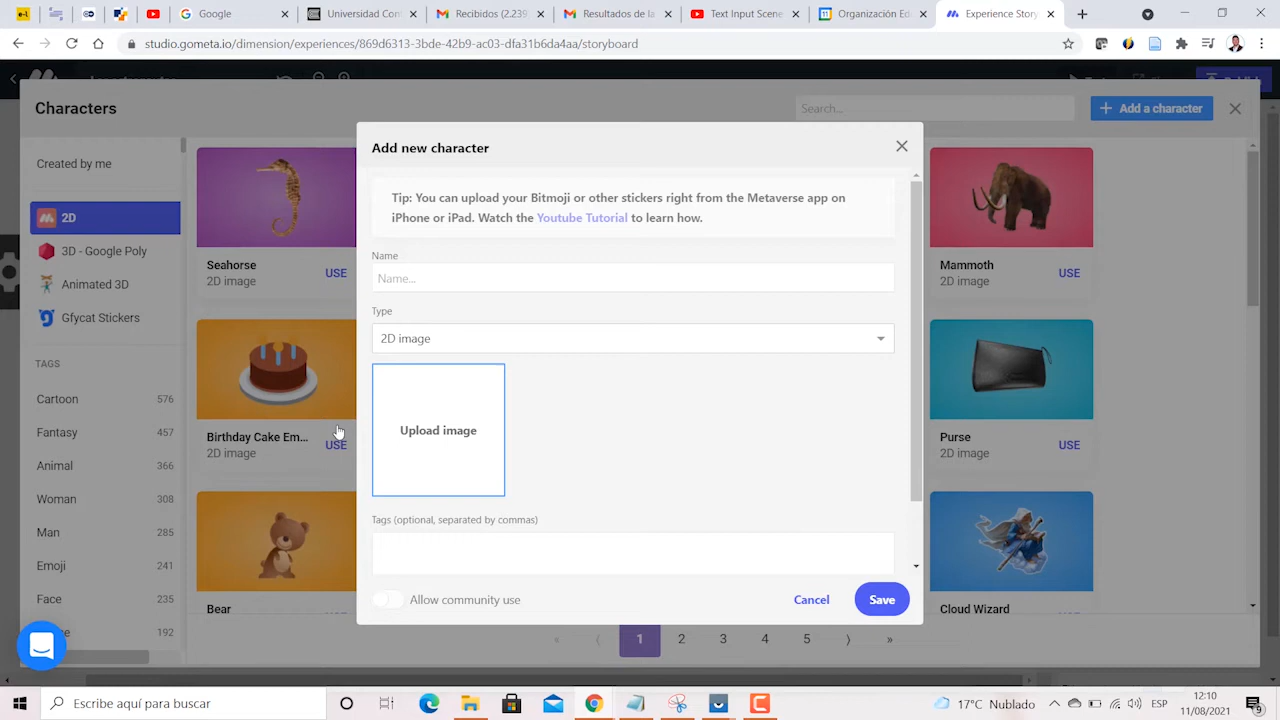 Google
Universidad Com
Recibidos (2.239)
Resultados de la
Text Input Scene
Organización Ed
Experience Story
studio.gometa.io/dimension/experiences/869d6313-3bde-42b9-ac03-dfa31b6da4aa/storyboard
Characters
Search...
+ Add a character
Created by me
2D
3D - Google Poly
Animated 3D
Gfycat Stickers
TAGS
Cartoon 576
Fantasy 457
Animal 366
Woman 308
Man 285
Emoji 241
Face 235
192
Seahorse
2D image
USE
Birthday Cake Em...
2D image
USE
Bear
Add new character
Tip: You can upload your Bitmoji or other stickers right from the Metaverse app on
iPhone or iPad. Watch the Youtube Tutorial to learn how.
Name
Name...
Type
2D image
Upload image
Tags (optional, separated by commas)
Allow community use
Cancel
Save
Mammoth
2D image
USE
Purse
2D image
USE
Cloud Wizard
« ⟨ 1 2 3 4 5 ⟩ »
Escribe aquí para buscar
17°C Nublado
ESP
12:10
11/08/2021
9